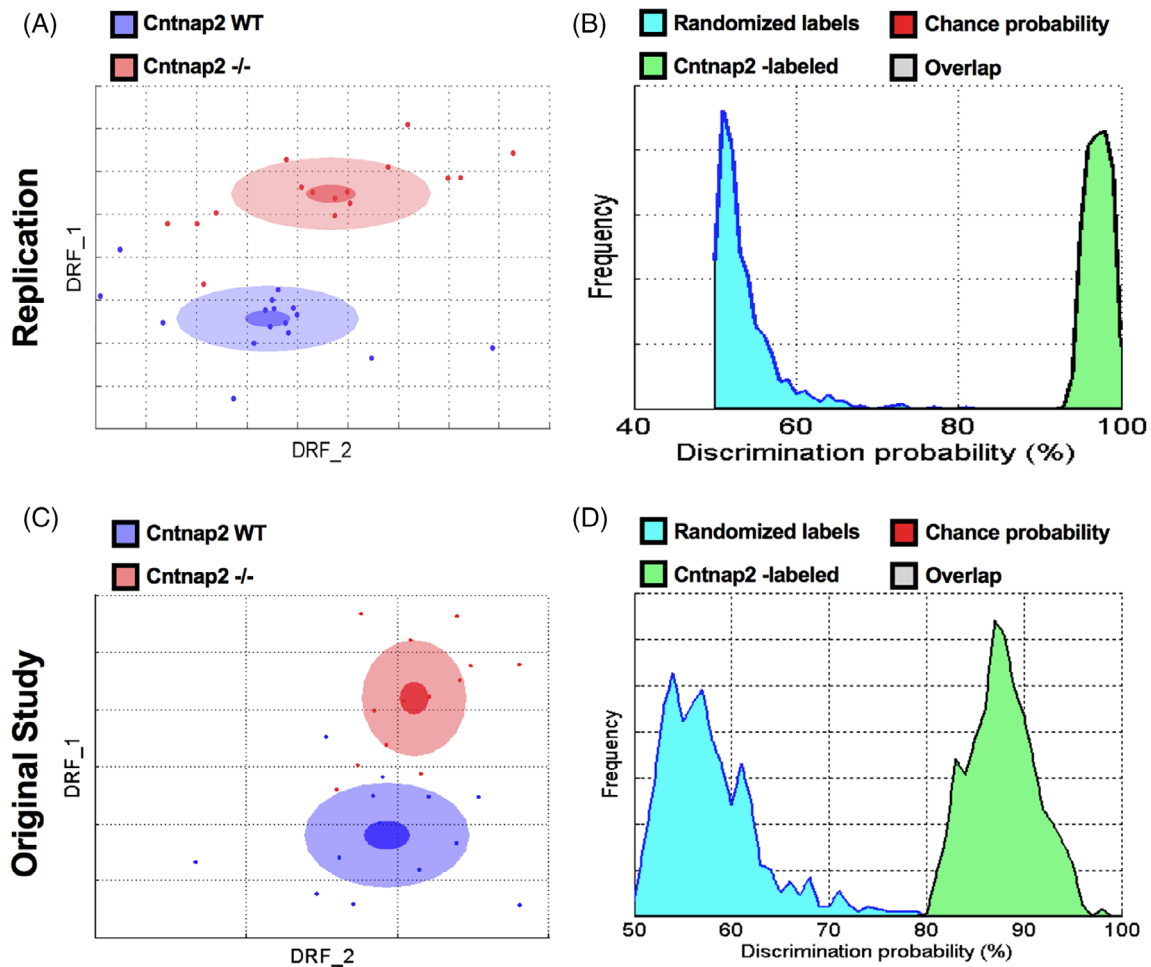 (A)
Cntnap2 WT
Cntnap2 -/-
Replication
DRF_1
DRF_2
(B)
Randomized labels
Chance probability
Cntnap2 -labeled
Overlap
Frequency
40 60 80 100
Discrimination probability (%)
(C)
Cntnap2 WT
Cntnap2 -/-
Original Study
DRF_1
DRF_2
(D)
Randomized labels
Chance probability
Cntnap2 -labeled
Overlap
Frequency
50 60 70 80 90 100
Discrimination probability (%)